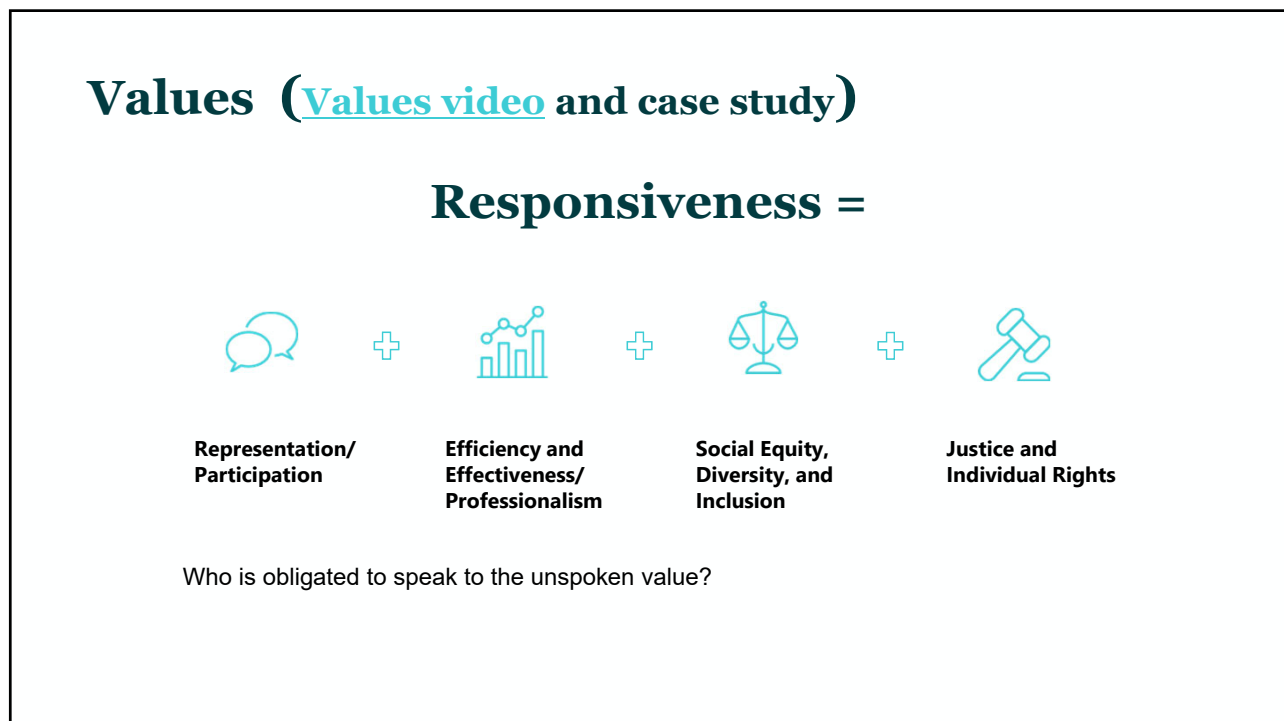 Values (Values video and case study)
Responsiveness =
Representation/
Participation
Efficiency and
Effectiveness/
Professionalism
Social Equity,
Diversity, and
Inclusion
Justice and
Individual Rights
Who is obligated to speak to the unspoken value?